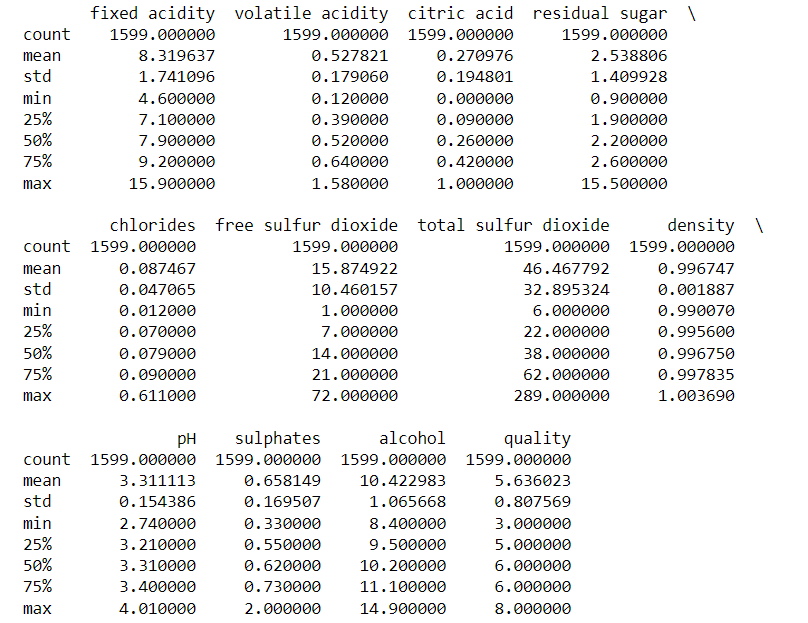 fixed acidity volatile acidity citric acid residual sugar \
count 1599.000000 1599.000000 1599.000000 1599.000000
mean 8.319637 0.527821 0.270976 2.538806
std 1.741096 0.179060 0.194801 1.409928
min 4.600000 0.120000 0.000000 0.900000
25% 7.100000 0.390000 0.090000 1.900000
50% 7.900000 0.520000 0.260000 2.200000
75% 9.200000 0.640000 0.420000 2.600000
max 15.900000 1.580000 1.000000 15.500000
chlorides free sulfur dioxide total sulfur dioxide density \
count 1599.000000 1599.000000 1599.000000 1599.000000
mean 0.087467 15.874922 46.467792 0.996747
std 0.047065 10.460157 32.895324 0.001887
min 0.012000 1.000000 6.000000 0.990070
25% 0.070000 7.000000 22.000000 0.995600
50% 0.079000 14.000000 38.000000 0.996750
75% 0.090000 21.000000 62.000000 0.997835
max 0.611000 72.000000 289.000000 1.003690
pH sulphates alcohol quality
count 1599.000000 1599.000000 1599.000000 1599.000000
mean 3.311113 0.658149 10.422983 5.636023
std 0.154386 0.169507 1.065668 0.807569
min 2.740000 0.330000 8.400000 3.000000
25% 3.210000 0.550000 9.500000 5.000000
50% 3.310000 0.620000 10.200000 6.000000
75% 3.400000 0.730000 11.100000 6.000000
max 4.010000 2.000000 14.900000 8.000000